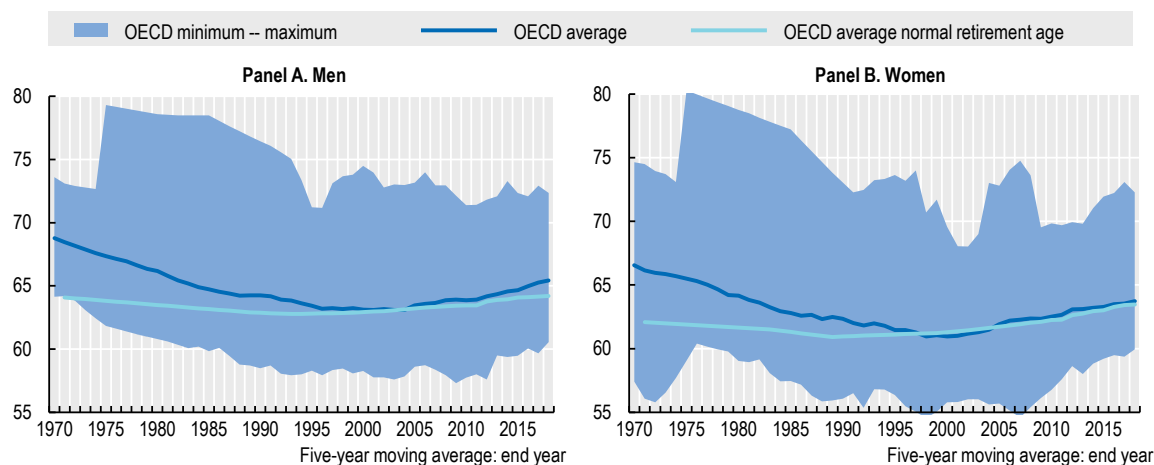 OECD minimum -- maximum OECD average OECD average normal retirement age
Panel A. Men
80
75
70
65
60
55
1970 1975 1980 1985 1990 1995 2000 2005 2010 2015
Five-year moving average: end year
Panel B. Women
80
75
70
65
60
55
1970 1975 1980 1985 1990 1995 2000 2005 2010 2015
Five-year moving average: end year